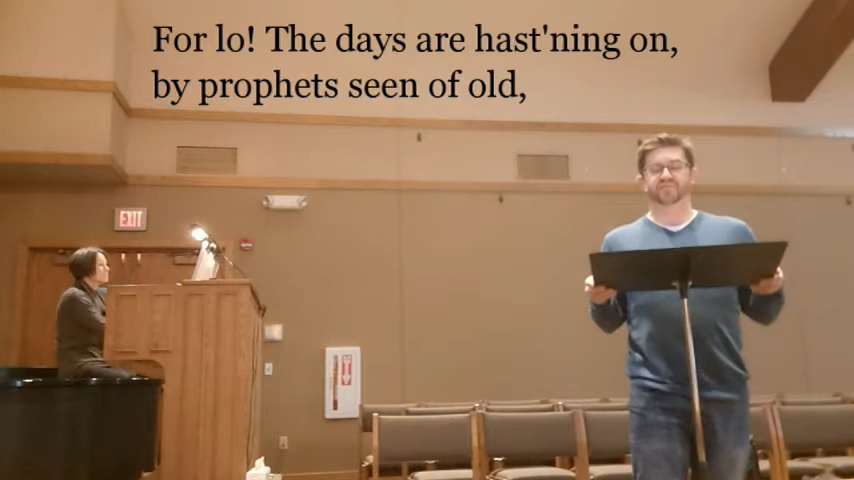 For lo! The days are hast'ning on,
by prophets seen of old,
EXIT